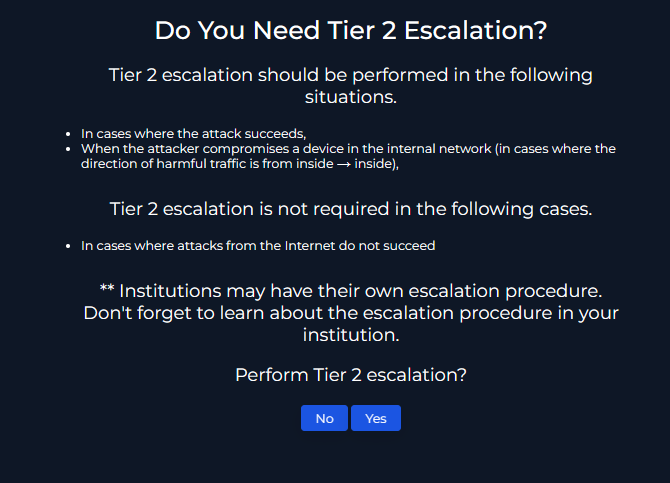 Do You Need Tier 2 Escalation?
Tier 2 escalation should be performed in the following
situations.
• In cases where the attack succeeds,
• When the attacker compromises a device in the internal network (in cases where the
direction of harmful traffic is from inside → inside),
Tier 2 escalation is not required in the following cases.
• In cases where attacks from the Internet do not succeed
** Institutions may have their own escalation procedure.
Don't forget to learn about the escalation procedure in your
institution.
Perform Tier 2 escalation?
No Yes